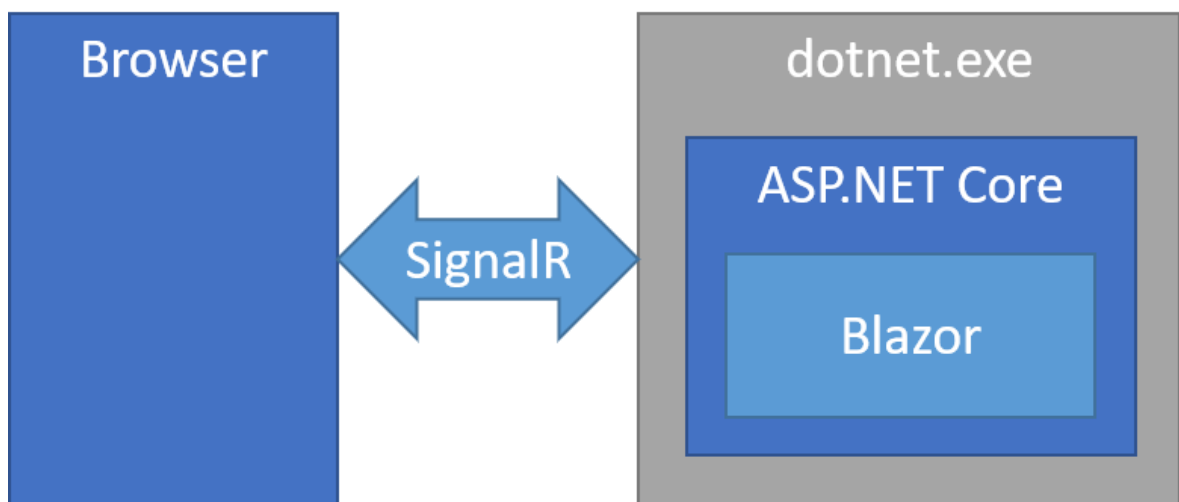 Browser
SignalR
dotnet.exe
ASP.NET Core
Blazor